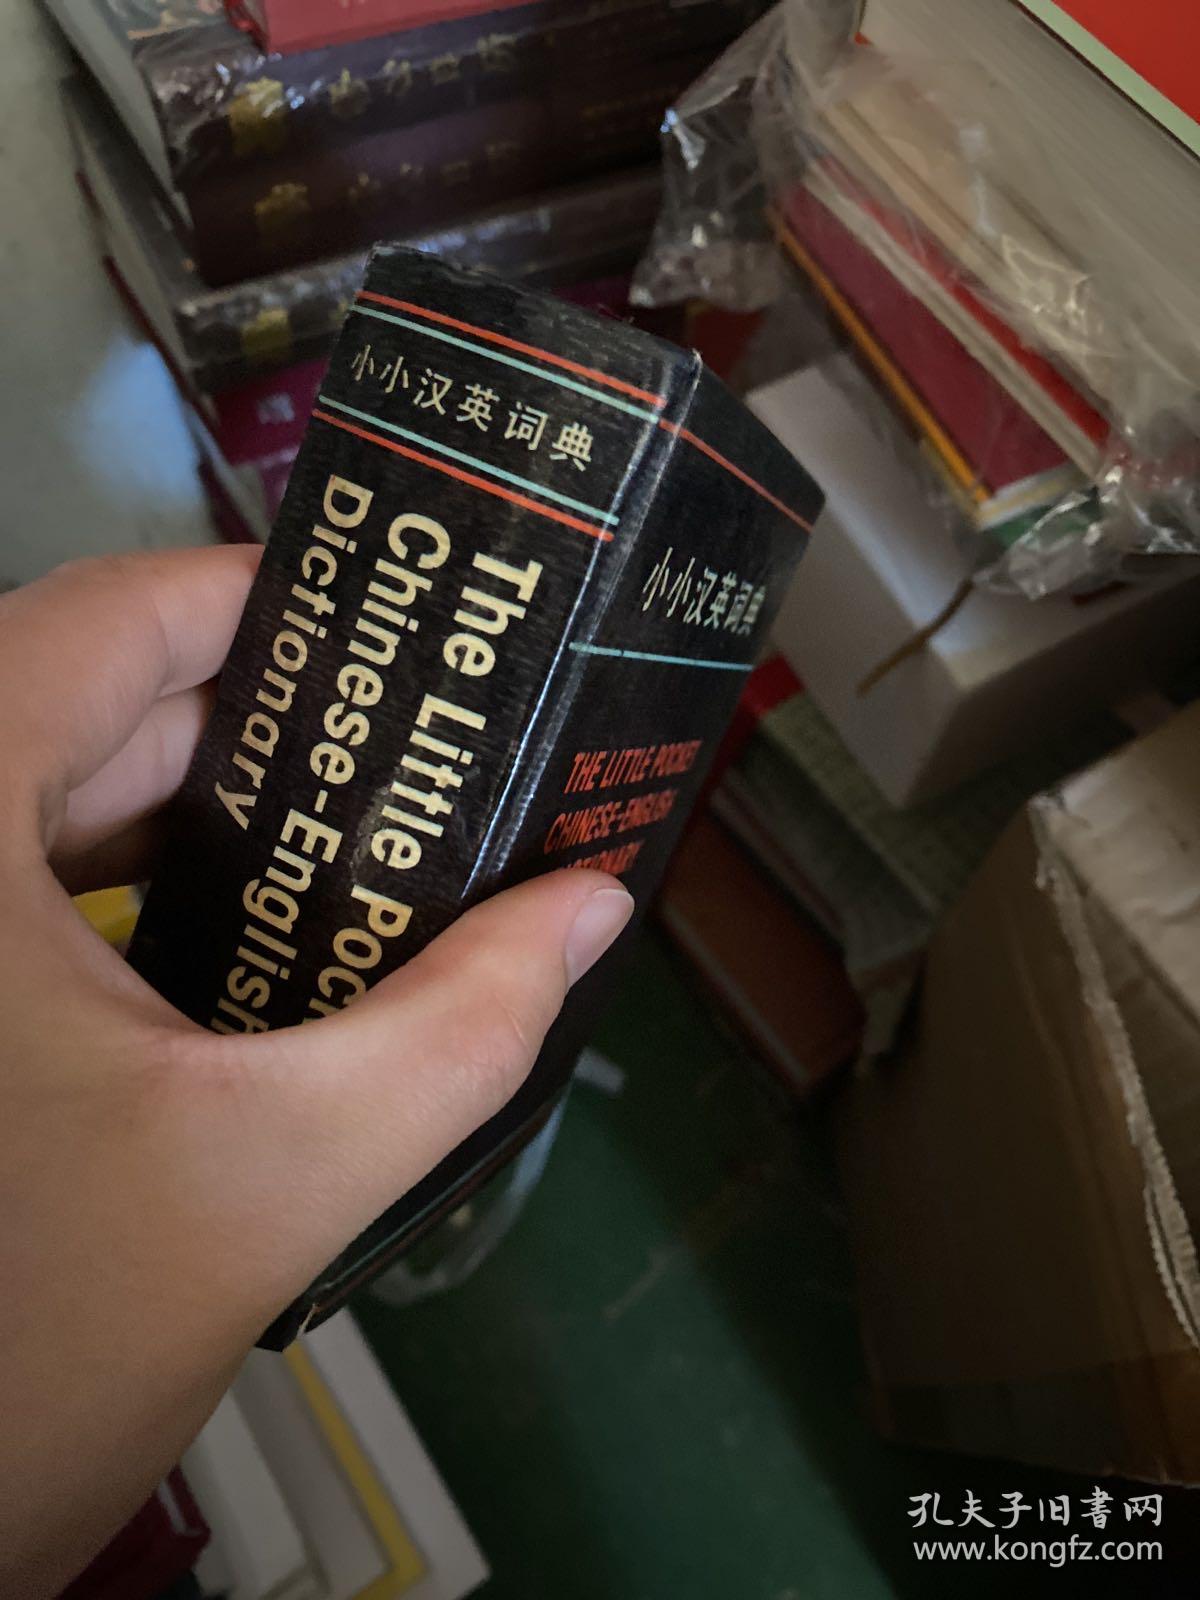 小小汉英词典
The Little Pock
Chinese-English
Dictionary
小小汉英词典
THE LITTLE POCKET
CHINESE-ENGLISH
孔夫子旧書网
www.kongfz.com